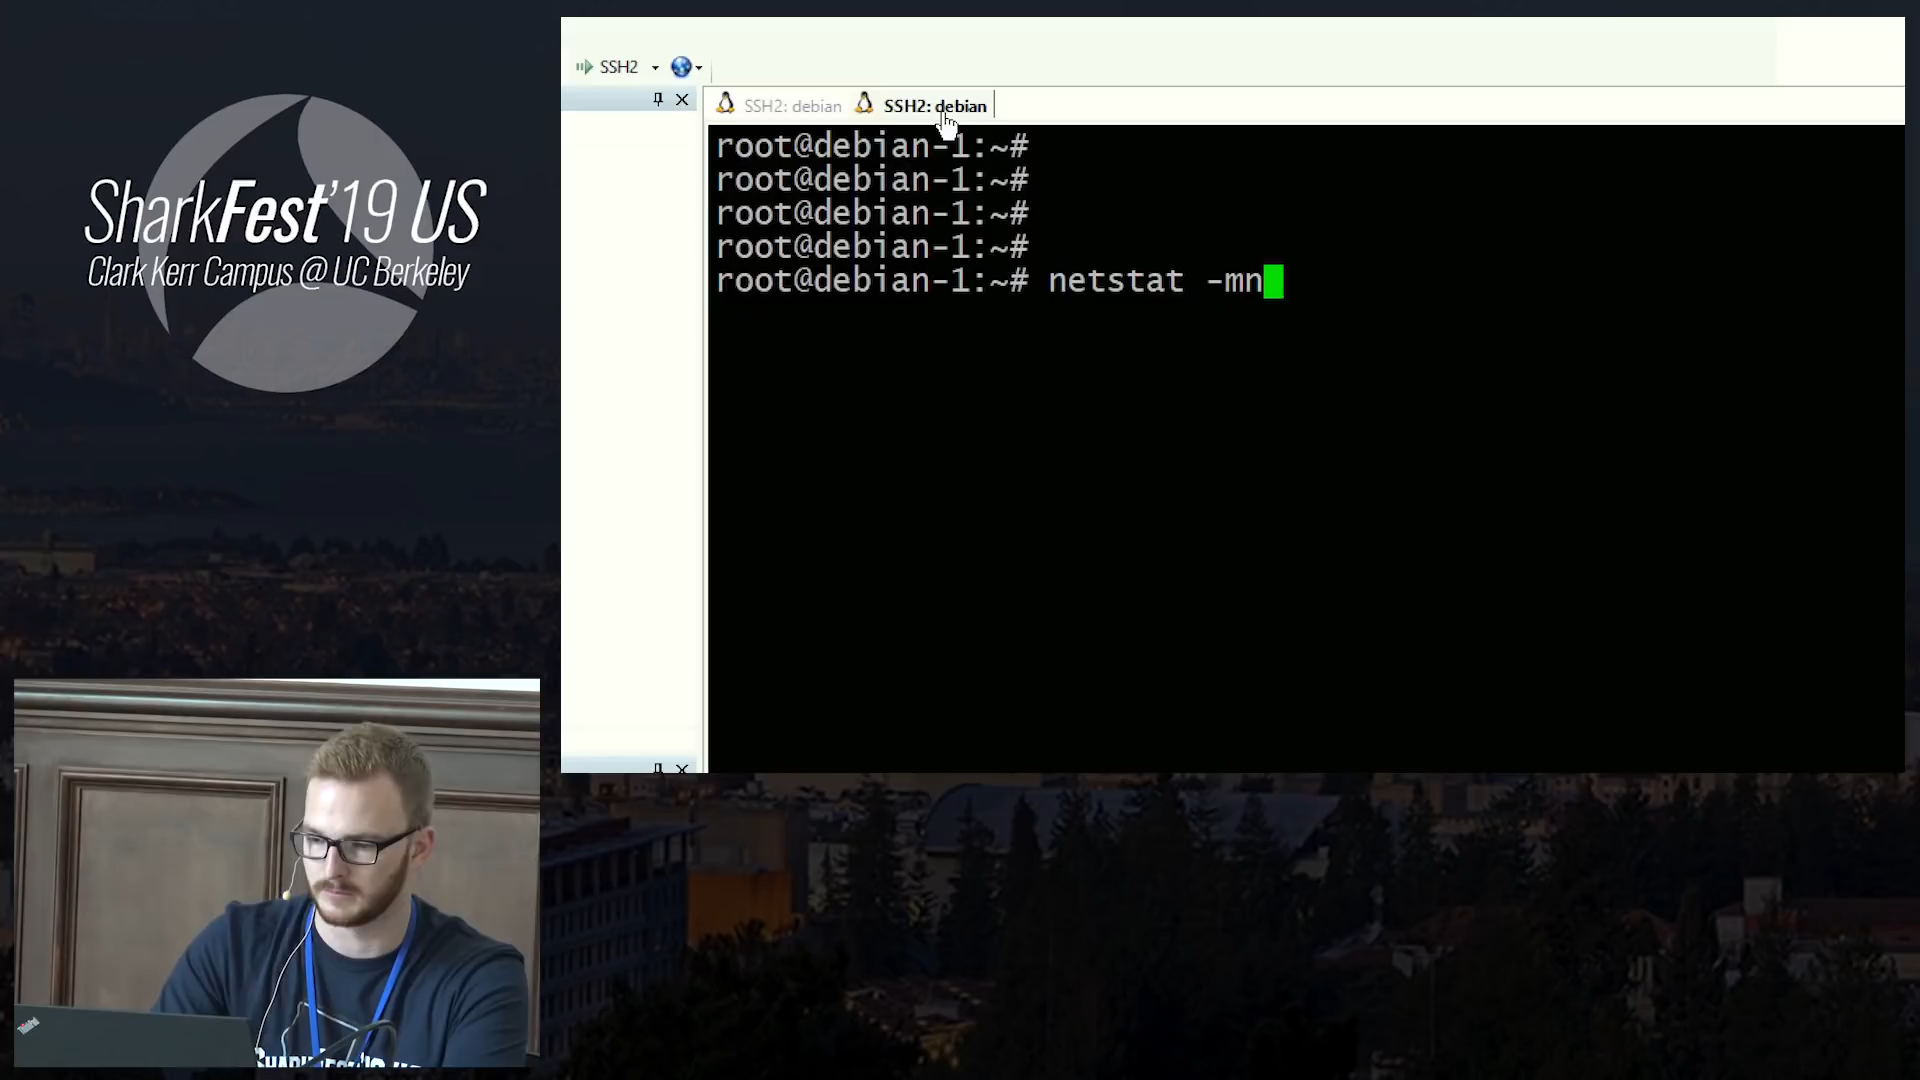 SharkFest'19 US
Clark Kerr Campus @ UC Berkeley
SSH2
SSH2: debian
SSH2: debian
root@debian-1:~#
root@debian-1:~#
root@debian-1:~#
root@debian-1:~#
root@debian-1:~# netstat -mn
ThinkPad